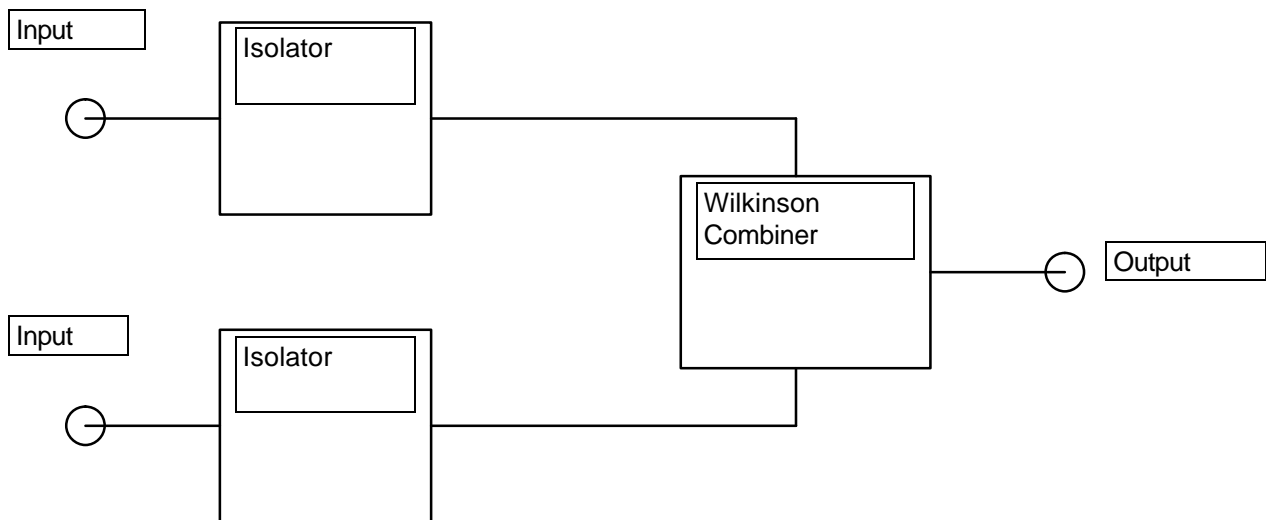 Input
Isolator
Wilkinson
Combiner
Output
Input
Isolator